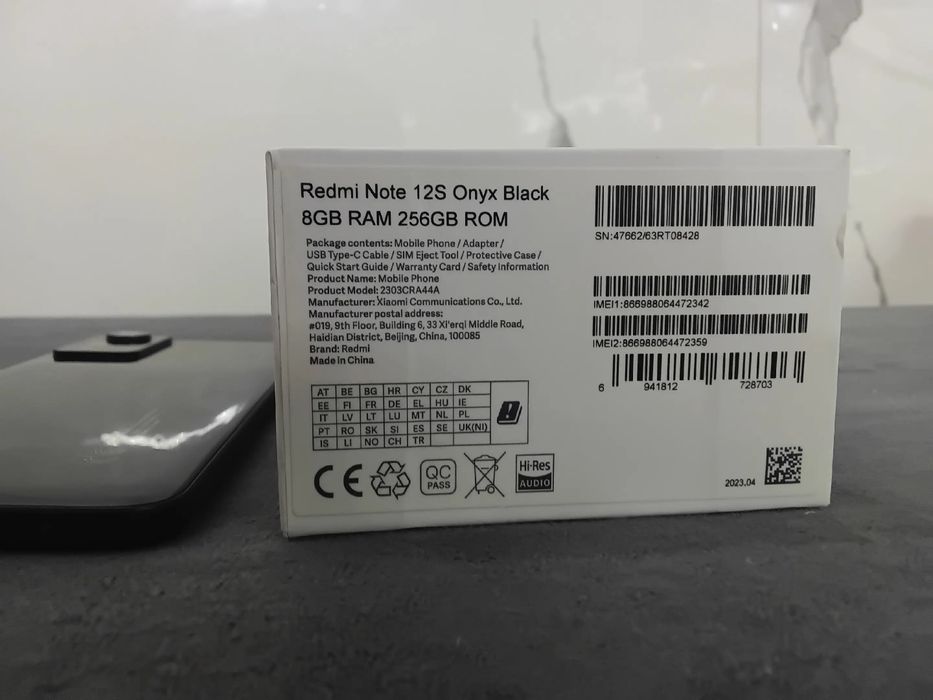 Redmi Note 12S Onyx Black
8GB RAM 256GB ROM
Package contents: Mobile Phone / Adapter /
USB Type-C Cable / SIM Eject Tool / Protective Case /
Quick Start Guide / Warranty Card / Safety Information
Product Name: Mobile Phone
Product Model: 2303CRA44A
Manufacturer: Xiaomi Communications Co., Ltd.
Manufacturer postal address:
#019, 9th Floor, Building 6, 33 Xi'erqi Middle Road,
Haidian District, Beijing, China, 100085
Brand: Redmi
Made in China
AT BE BG HR CY CZ DK
EE FI FR DE EL HU IE
IT LV LT LU MT NL PL
PT RO SK SI ES SE UK(NI)
IS LI NO CH TR
CE
QC
PASS
Hi-Res
AUDIO
SN:47662/63RT08428
IMEI1:866988064472342
IMEI2:866988064472359
6 941812 728703
2023.04